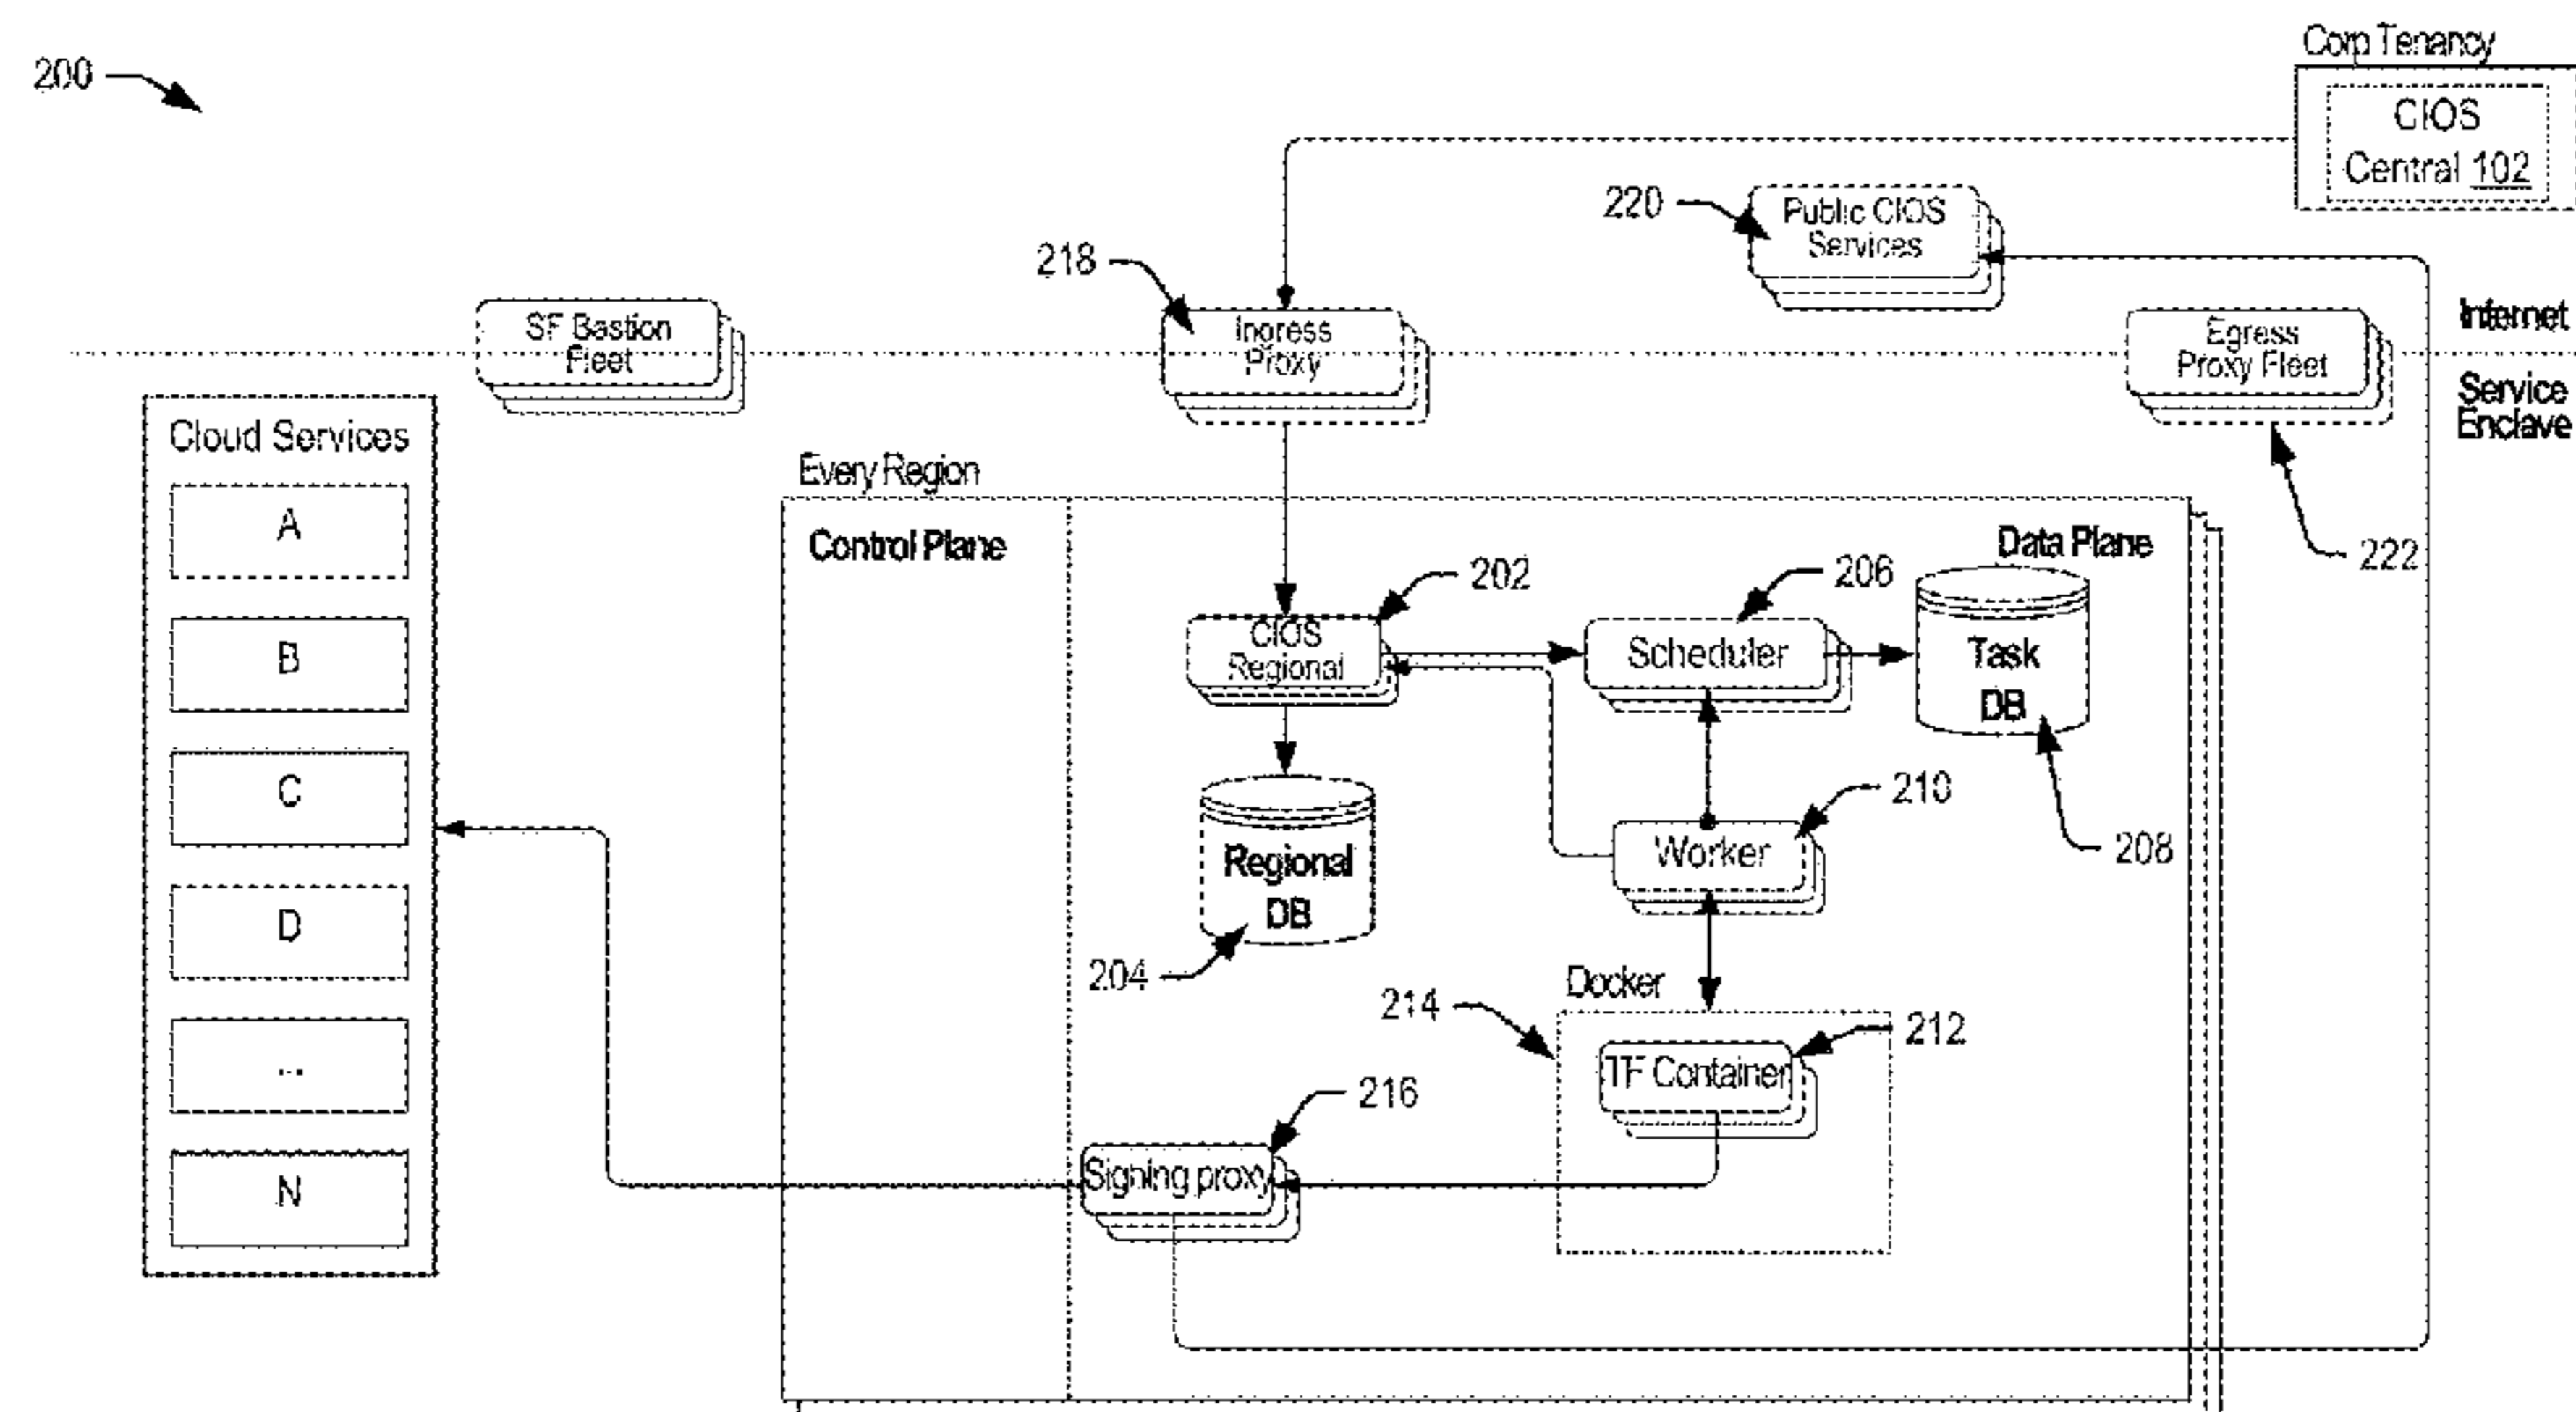 200
Corp Tenancy
CIOS
Central 102
220
Public CIOS
Services
218
SF Bastion
Fleet
Ingress
Proxy
Egress
Proxy Fleet
Internet
Service
Enclave
222
Cloud Services
A
B
C
D
...
N
Every Region
Control Plane
Data Plane
202
CIOS
Regional
206
Scheduler
Task
DB
208
Regional
DB
204
210
Worker
Docker
214
TF Container
212
216
Signing proxy